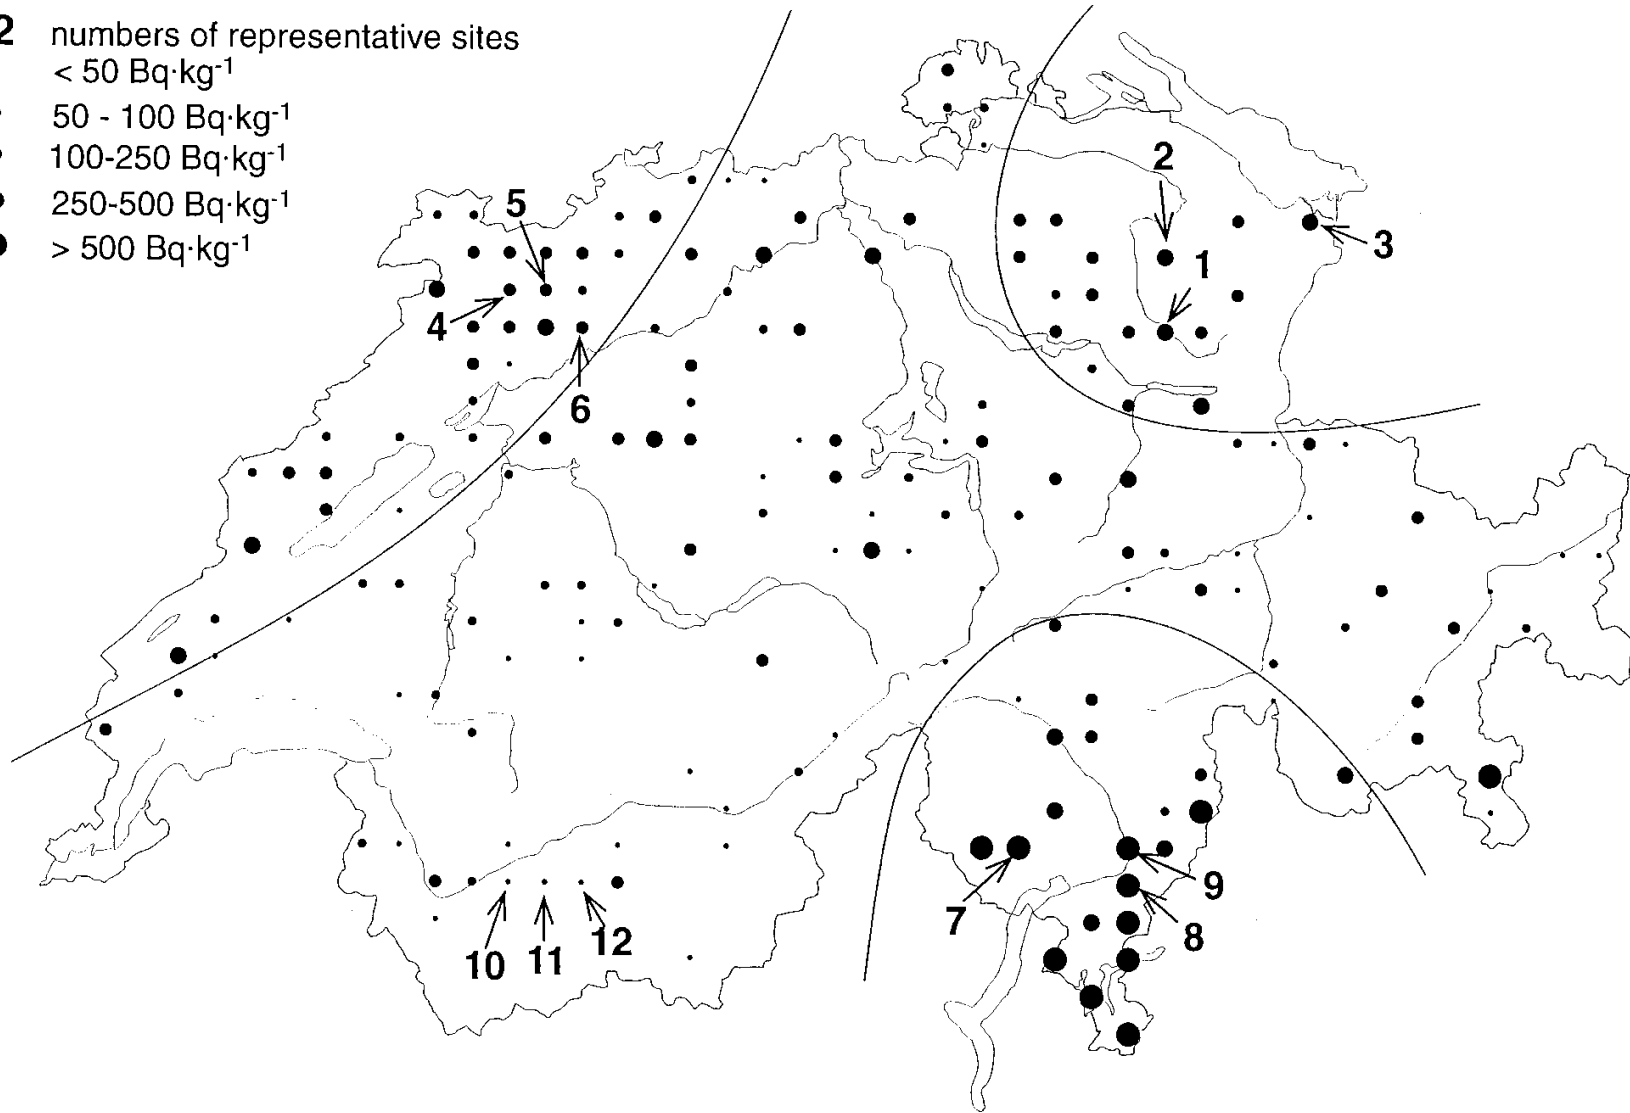 2 numbers of representative sites
< 50 Bq·kg-1
50 - 100 Bq·kg-1
100-250 Bq·kg-1
250-500 Bq·kg-1
> 500 Bq·kg-1
2
5
3
1
4
6
7
9
8
10
11
12